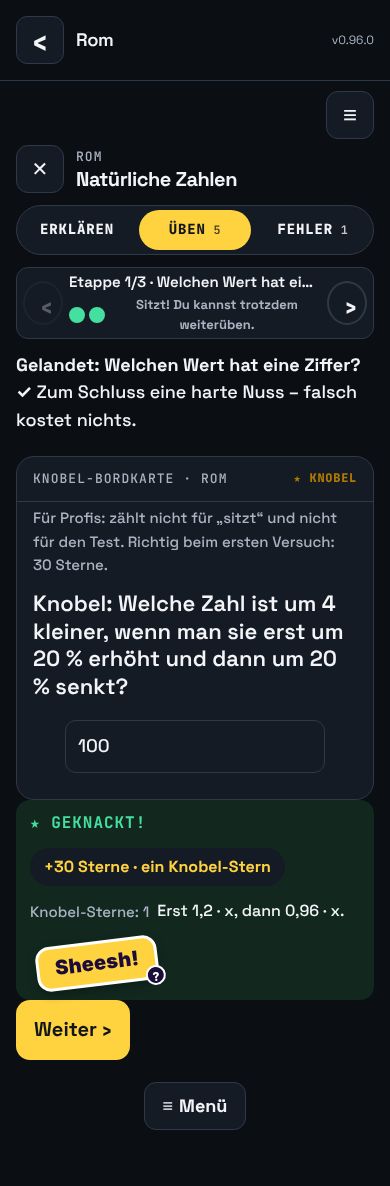 < Rom v0.96.0
≡
✕ ROM
Natürliche Zahlen
ERKLÄREN ÜBEN 5 FEHLER 1
Etappe 1/3 · Welchen Wert hat ei...
< Sitzt! Du kannst trotzdem >
weiterüben.
Gelandet: Welchen Wert hat eine Ziffer?
✓ Zum Schluss eine harte Nuss – falsch
kostet nichts.
KNOBEL-BORDKARTE · ROM ★ KNOBEL
Für Profis: zählt nicht für „sitzt“ und nicht
für den Test. Richtig beim ersten Versuch:
30 Sterne.
Knobel: Welche Zahl ist um 4
kleiner, wenn man sie erst um
20 % erhöht und dann um 20
% senkt?
100
★ GEKNACKT!
+30 Sterne · ein Knobel-Stern
Knobel-Sterne: 1 Erst 1,2 · x, dann 0,96 · x.
Sheesh! ?
Weiter >
≡ Menü